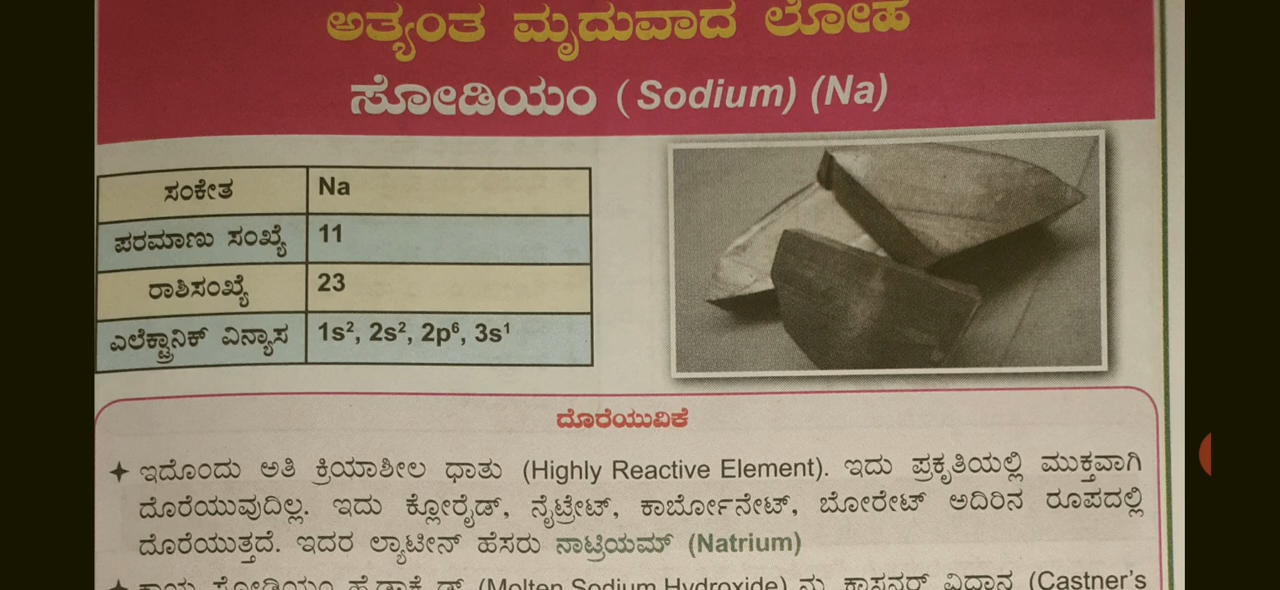 ಅತ್ಯಂತ ಮೃದುವಾದ ಲೋಹ
ಸೋಡಿಯಂ (Sodium) (Na)
ಸಂಕೇತ Na
ಪರಮಾಣು ಸಂಖ್ಯೆ 11
ರಾಶಿಸಂಖ್ಯೆ 23
ಎಲೆಕ್ಟ್ರಾನಿಕ್ ವಿನ್ಯಾಸ 1s², 2s², 2p⁶, 3s¹
ದೊರೆಯುವಿಕೆ
✦ ಇದೊಂದು ಅತಿ ಕ್ರಿಯಾಶೀಲ ಧಾತು (Highly Reactive Element). ಇದು ಪ್ರಕೃತಿಯಲ್ಲಿ ಮುಕ್ತವಾಗಿ
ದೊರೆಯುವುದಿಲ್ಲ. ಇದು ಕ್ಲೋರೈಡ್, ನೈಟ್ರೇಟ್, ಕಾರ್ಬೋನೇಟ್, ಬೋರೇಟ್ ಅದಿರಿನ ರೂಪದಲ್ಲಿ
ದೊರೆಯುತ್ತದೆ. ಇದರ ಲ್ಯಾಟೀನ್ ಹೆಸರು ನಾಟ್ರಿಯಮ್ (Natrium)
✦ ಸೋಡಿಯಂ (Molten Sodium Hydroxide) ನ್ನು ವಿಧಾನ (Castner's